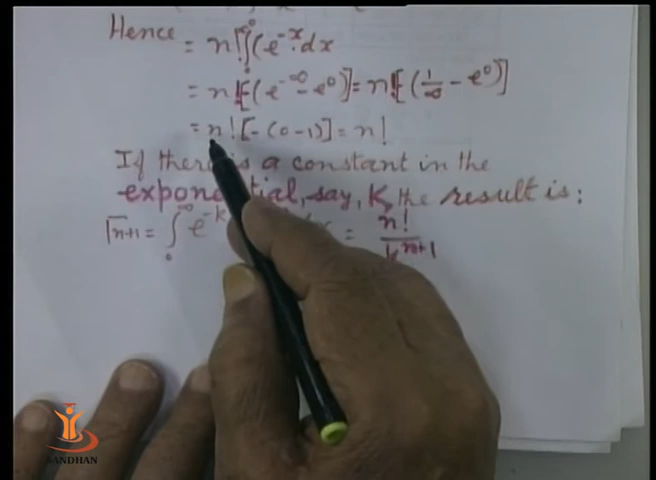 Hence = n! ∫ e^-x dx
= n! [-(e^-∞ - e^0)] = n! [-(1/∞ - e^0)]
= n! [-(0-1)] = n!
If there is a constant in the
exponential, say, K, the result is:
Γn+1 = ∫ e^-k = n!/k^n+1
SANDHAN